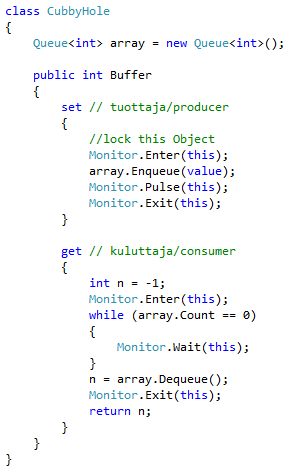 class CubbyHole
{
    Queue<int> array = new Queue<int>();

    public int Buffer
    {
        set // tuottaja/producer
        {
            //lock this Object
            Monitor.Enter(this);
            array.Enqueue(value);
            Monitor.Pulse(this);
            Monitor.Exit(this);
        }

        get // kuluttaja/consumer
        {
            int n = -1;
            Monitor.Enter(this);
            while (array.Count == 0)
            {
                Monitor.Wait(this);
            }
            n = array.Dequeue();
            Monitor.Exit(this);
            return n;
        }
    }
}